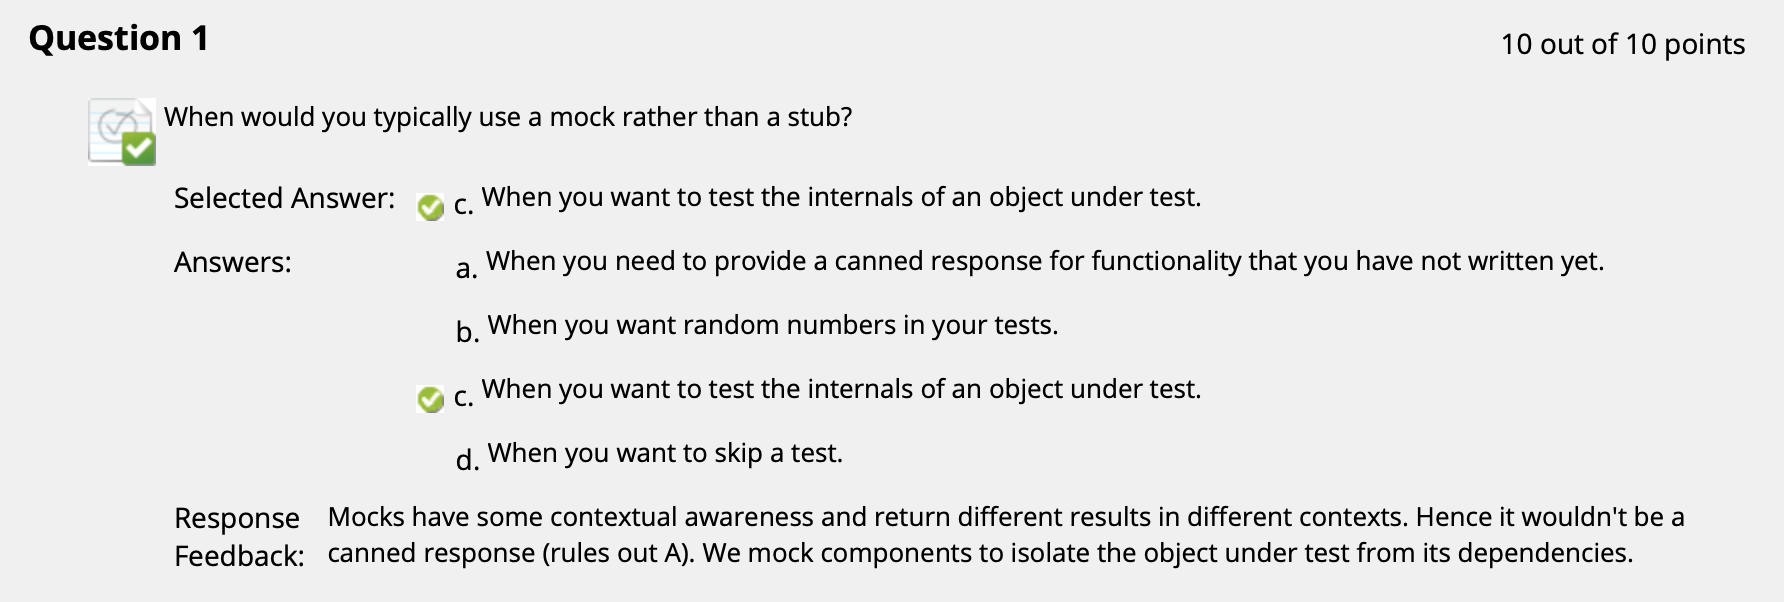 Question 1
10 out of 10 points
When would you typically use a mock rather than a stub?
Selected Answer: c. When you want to test the internals of an object under test.
Answers: a. When you need to provide a canned response for functionality that you have not written yet.
b. When you want random numbers in your tests.
c. When you want to test the internals of an object under test.
d. When you want to skip a test.
Response Mocks have some contextual awareness and return different results in different contexts. Hence it wouldn't be a
Feedback: canned response (rules out A). We mock components to isolate the object under test from its dependencies.